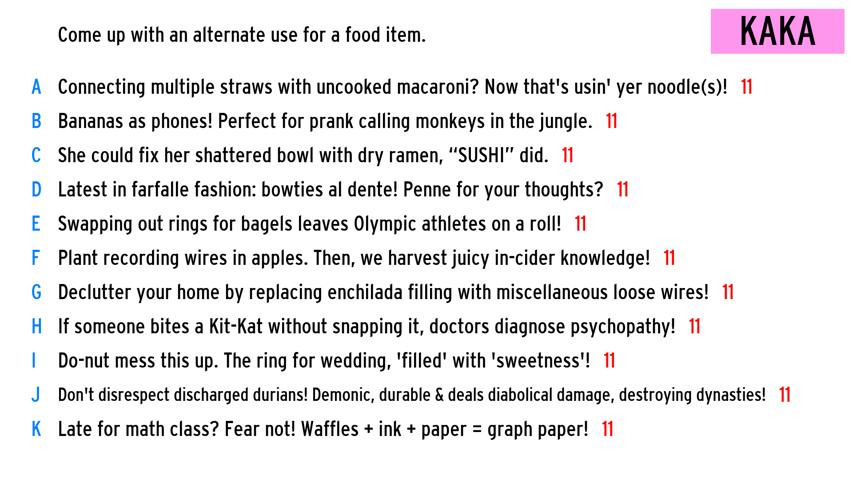 Come up with an alternate use for a food item.
KAKA
A Connecting multiple straws with uncooked macaroni? Now that's usin' yer noodle(s)! 11
B Bananas as phones! Perfect for prank calling monkeys in the jungle. 11
C She could fix her shattered bowl with dry ramen, “SUSHI” did. 11
D Latest in farfalle fashion: bowties al dente! Penne for your thoughts? 11
E Swapping out rings for bagels leaves Olympic athletes on a roll! 11
F Plant recording wires in apples. Then, we harvest juicy in-cider knowledge! 11
G Declutter your home by replacing enchilada filling with miscellaneous loose wires! 11
H If someone bites a Kit-Kat without snapping it, doctors diagnose psychopathy! 11
I Do-nut mess this up. The ring for wedding, 'filled' with 'sweetness'! 11
J Don't disrespect discharged durians! Demonic, durable & deals diabolical damage, destroying dynasties! 11
K Late for math class? Fear not! Waffles + ink + paper = graph paper! 11